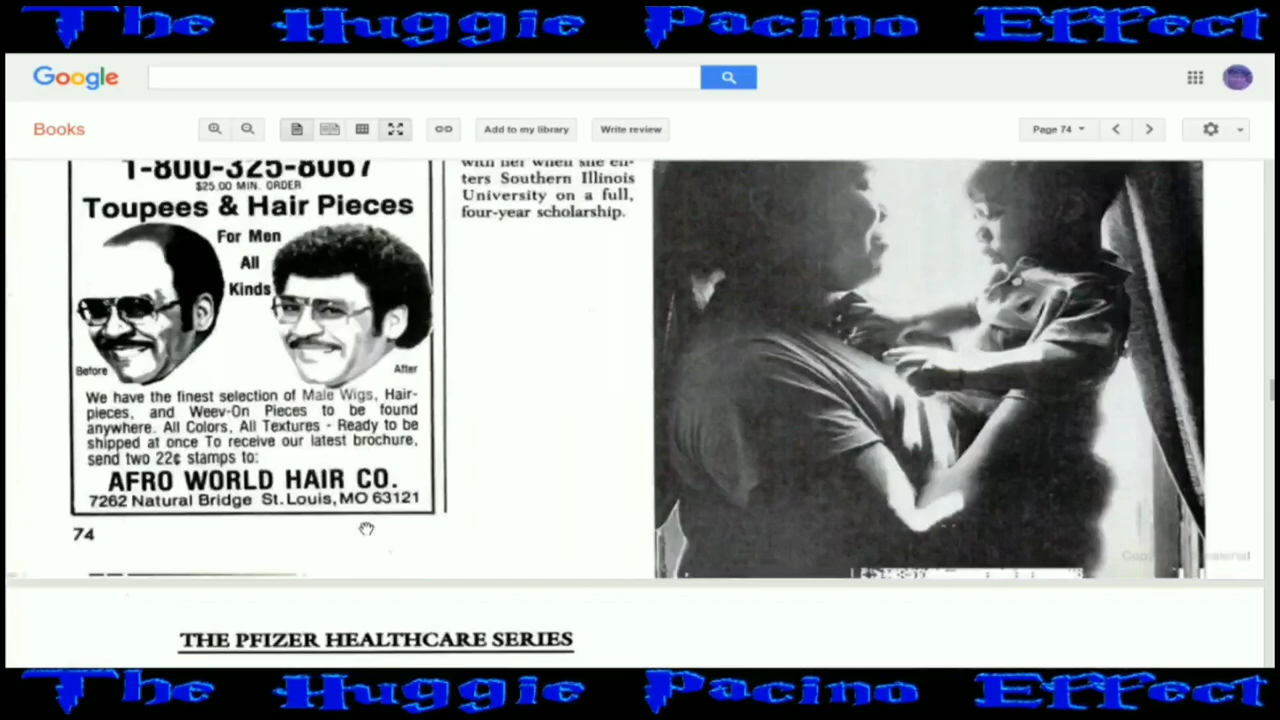 The Huggie Pacino Effect
Google
Books
Add to my library
Write review
Page 74
1-800-325-8067
$25.00 MIN. ORDER
Toupees & Hair Pieces
For Men
All
Kinds
Before
After
We have the finest selection of Male Wigs, Hair-
pieces, and Weev-On Pieces to be found
anywhere. All Colors, All Textures - Ready to be
shipped at once To receive our latest brochure,
send two 22¢ stamps to:
AFRO WORLD HAIR CO.
7262 Natural Bridge St. Louis, MO 63121
74
with her when she en-
ters Southern Illinois
University on a full,
four-year scholarship.
THE PFIZER HEALTHCARE SERIES
The Huggie Pacino Effect